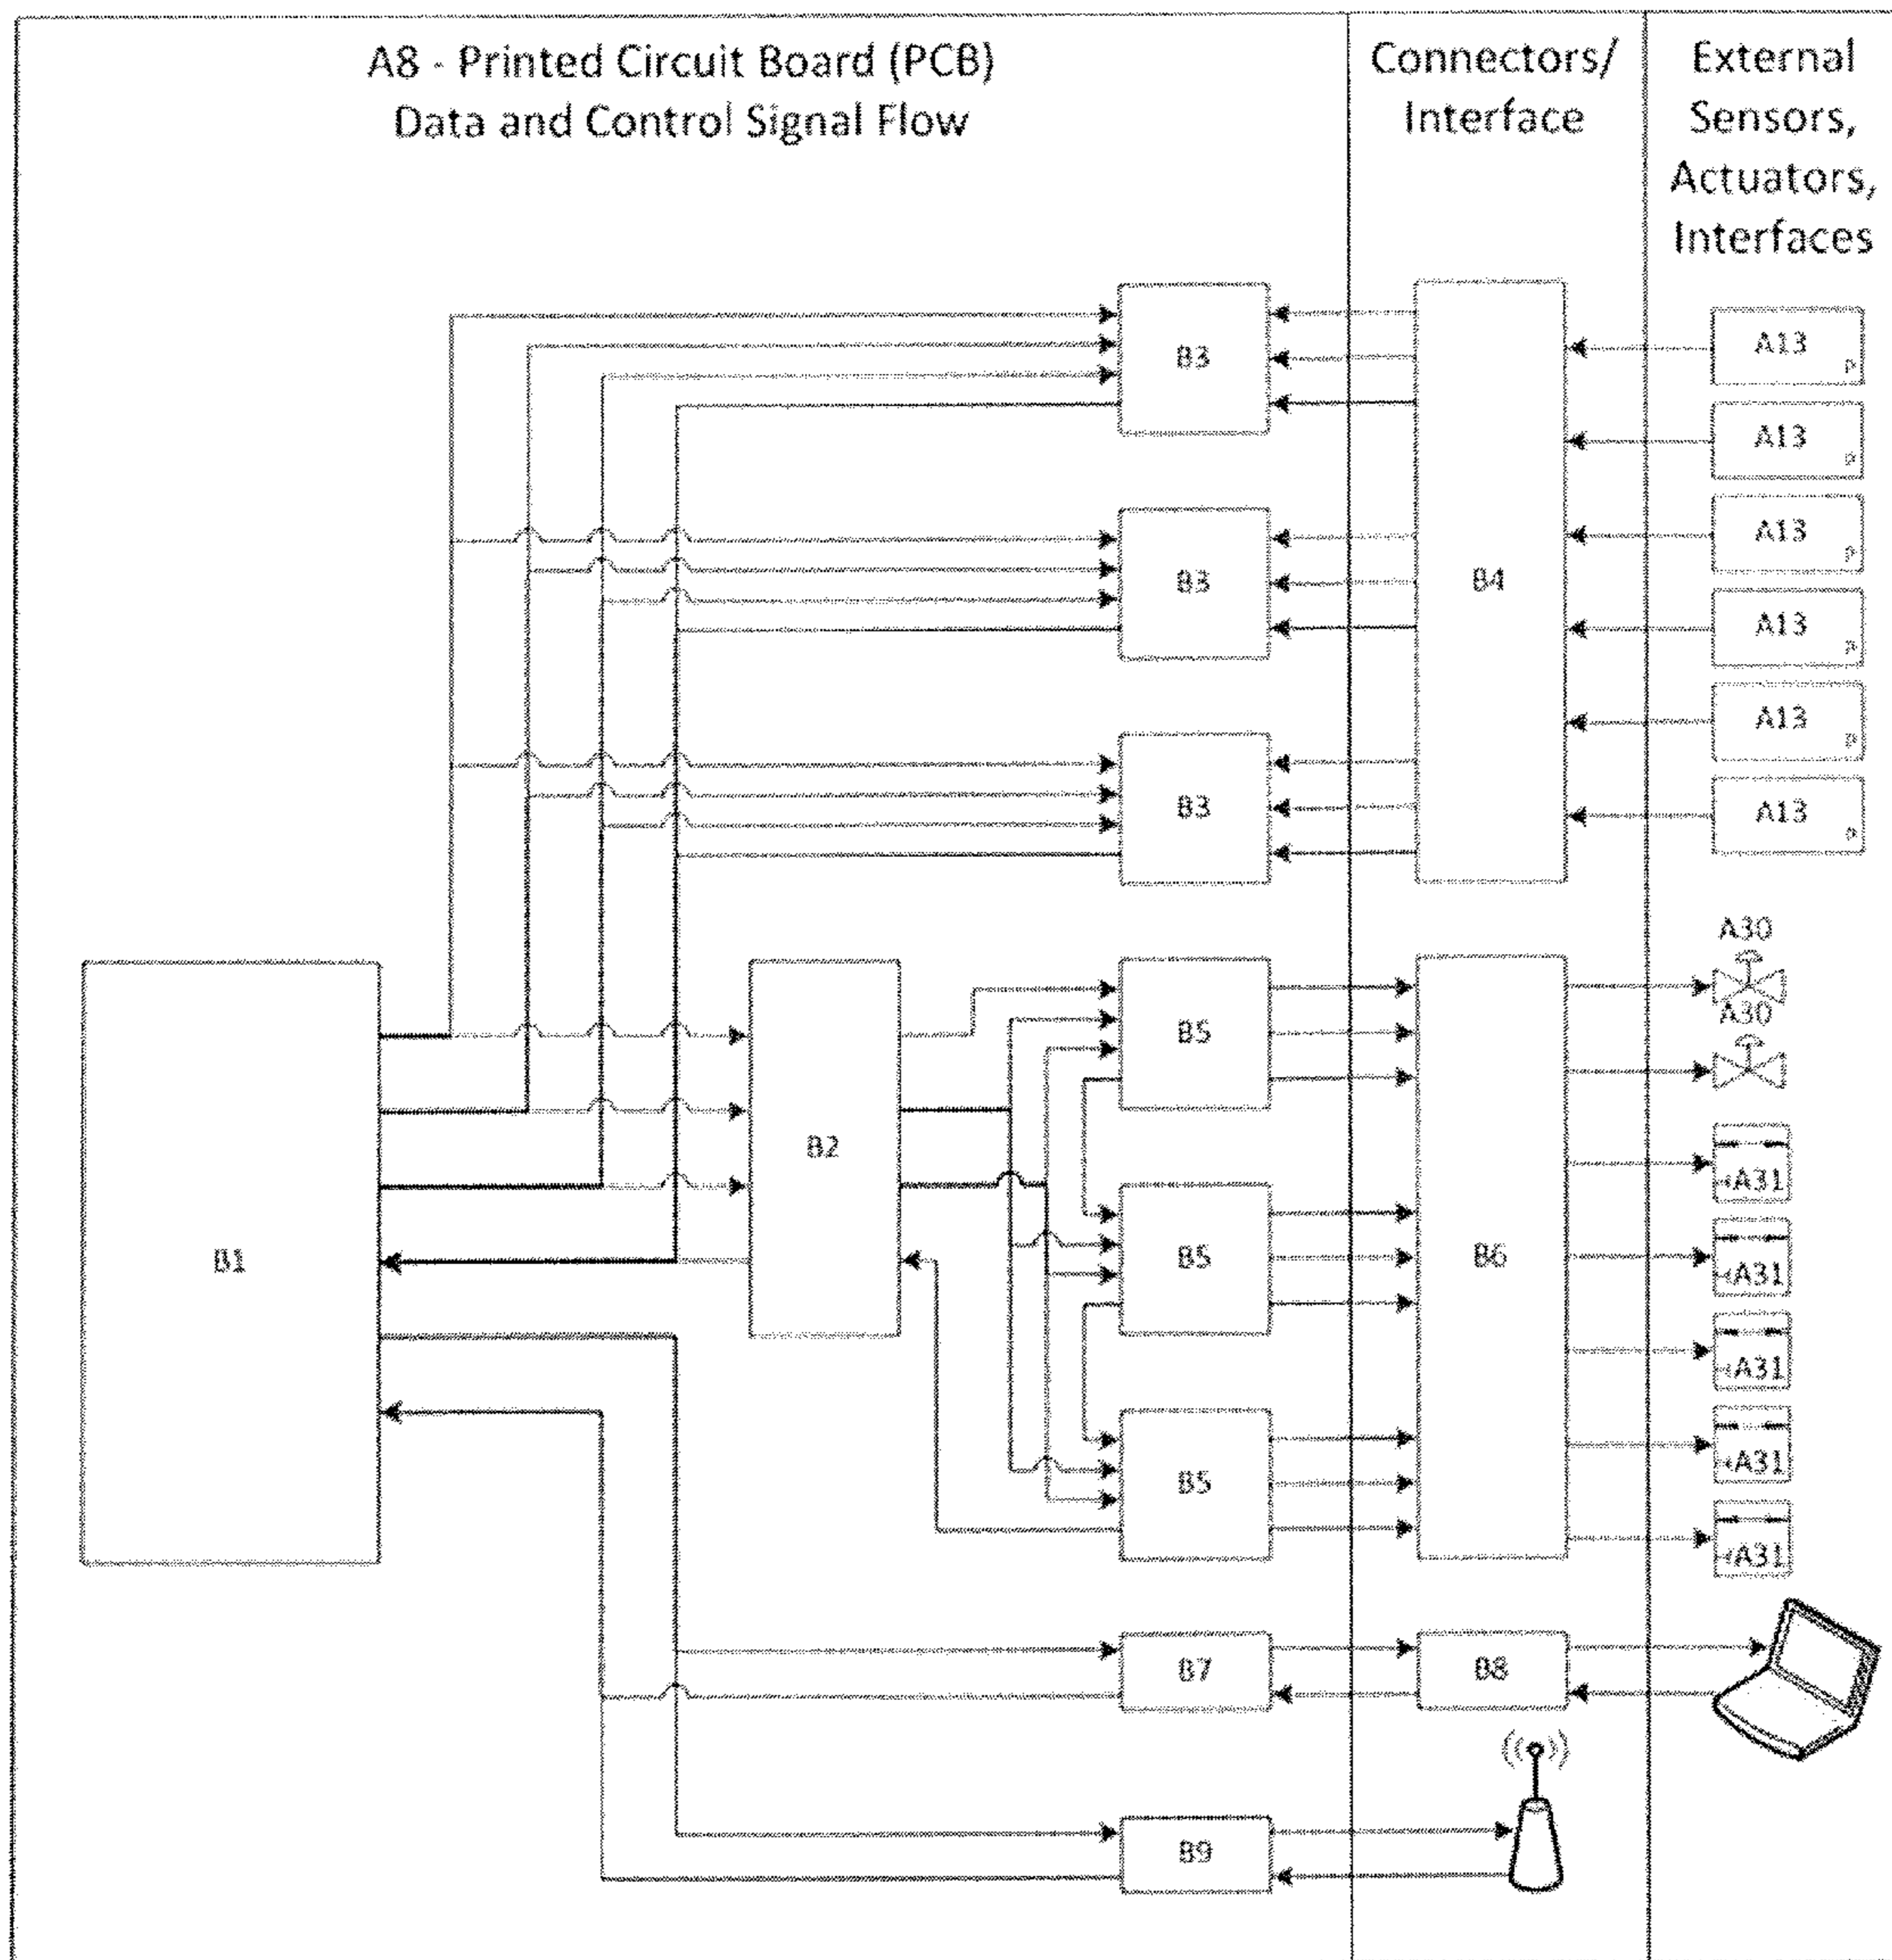 A8 - Printed Circuit Board (PCB)
Data and Control Signal Flow
Connectors/
Interface
External
Sensors,
Actuators,
Interfaces
B3
B3
B3
B4
A13
P
A13
P
A13
P
A13
P
A13
P
A13
P
B1
B2
B5
B5
B5
B6
A30
A30
A31
A31
A31
A31
A31
B7
B8
B9